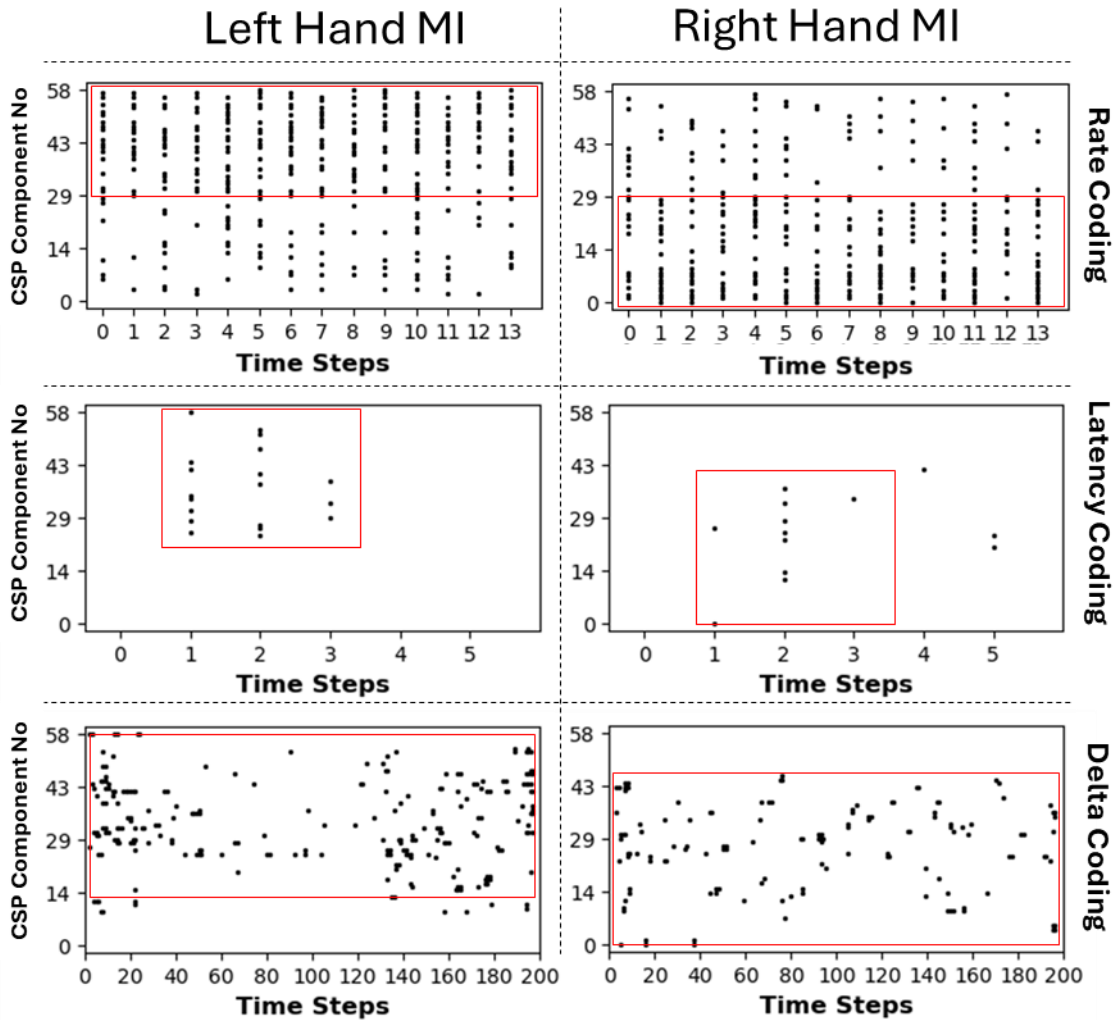 Left Hand MI
Right Hand MI
CSP Component No
58
43
29
14
0
0 1 2 3 4 5 6 7 8 9 10 11 12 13
Time Steps
58
43
29
14
0
0 1 2 3 4 5 6 7 8 9 10 11 12 13
Time Steps
Rate Coding
CSP Component No
58
43
29
14
0
0 1 2 3 4 5
Time Steps
58
43
29
14
0
0 1 2 3 4 5
Time Steps
Latency Coding
CSP Component No
58
43
29
14
0
0 20 40 60 80 100 120 140 160 180 200
Time Steps
58
43
29
14
0
0 20 40 60 80 100 120 140 160 180 200
Time Steps
Delta Coding